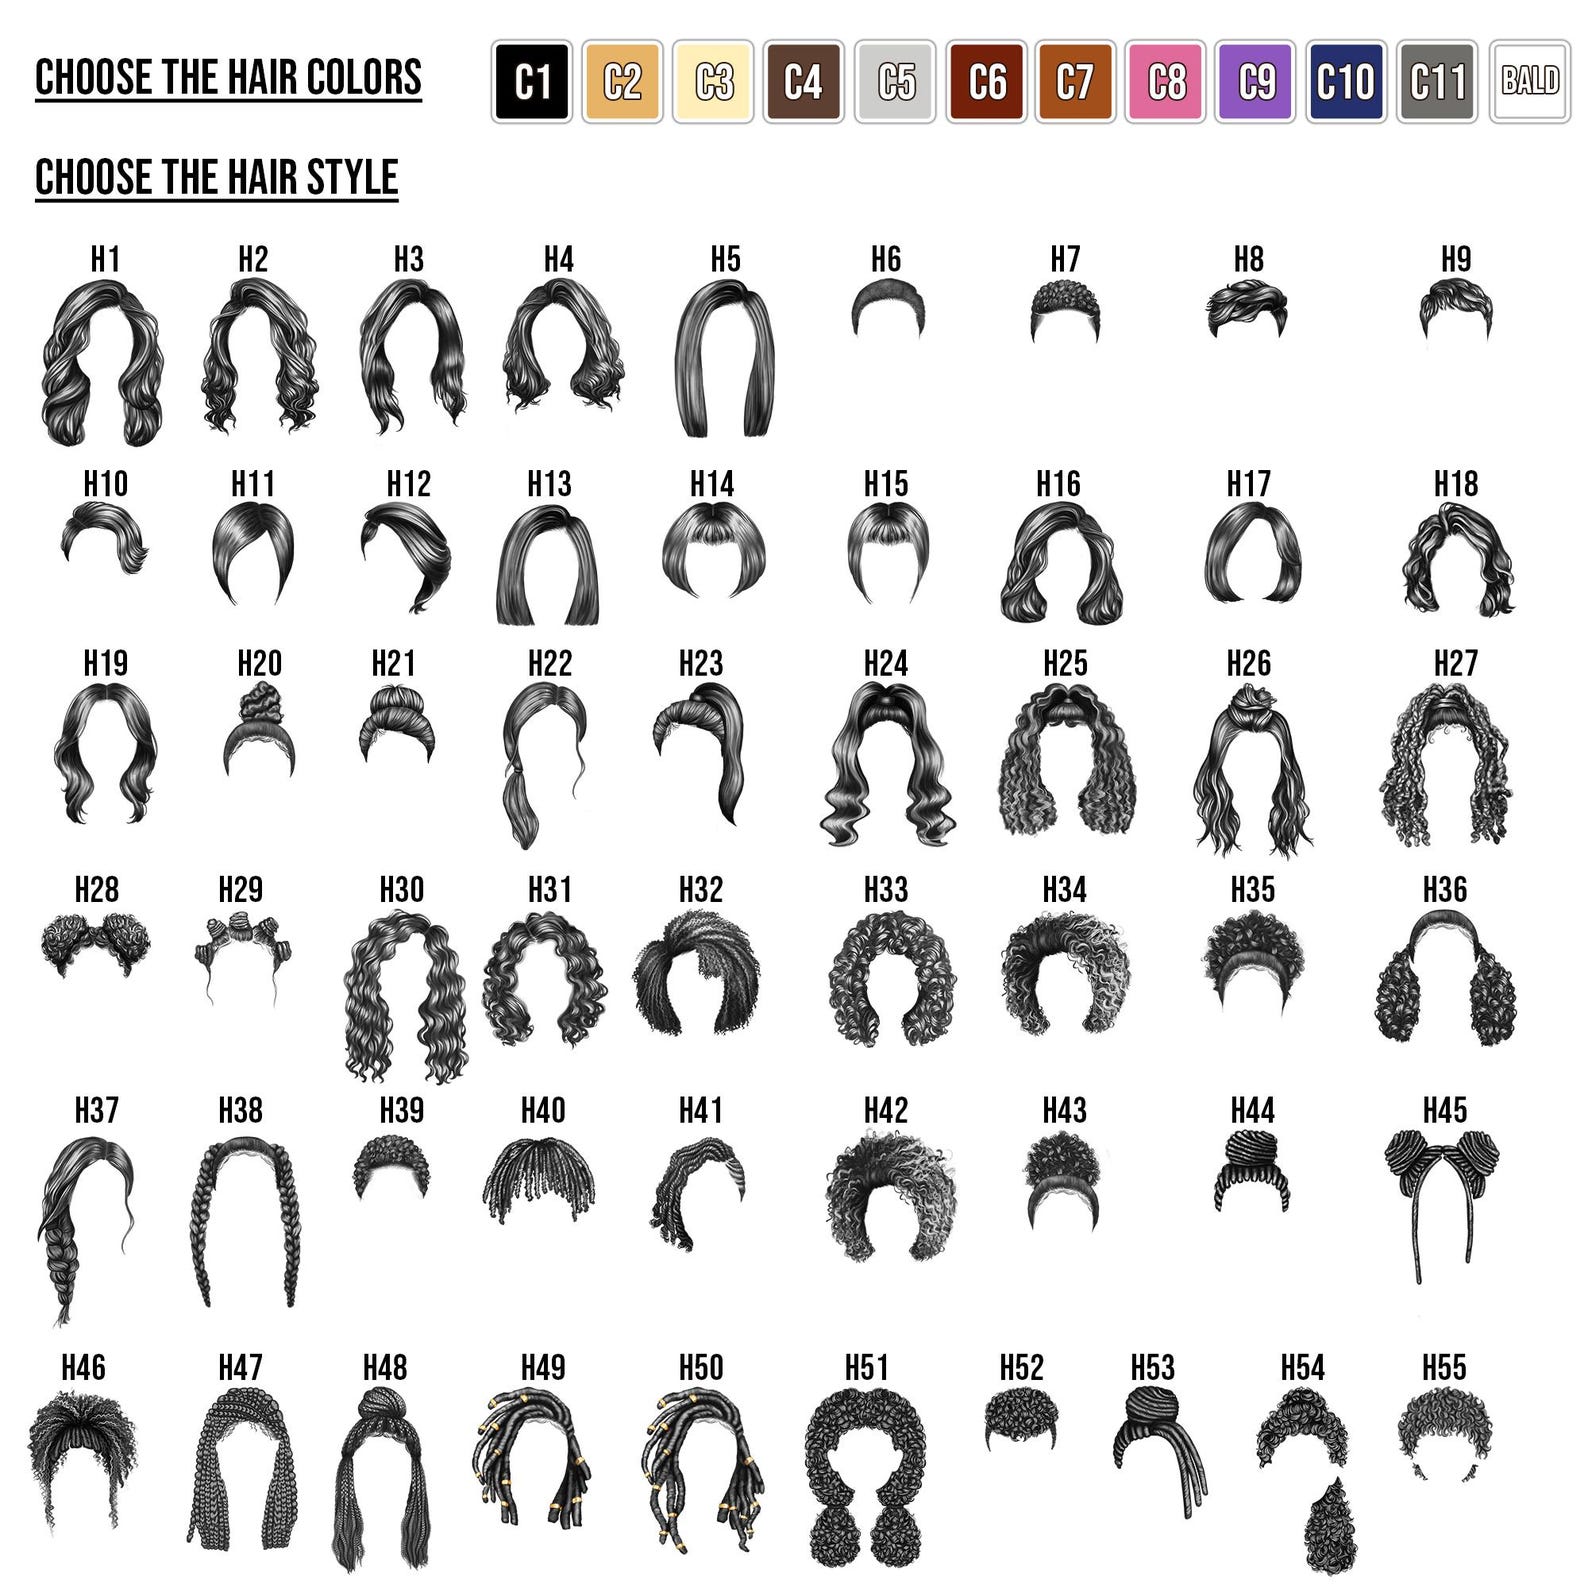 CHOOSE THE HAIR COLORS
C1 C2 C3 C4 C5 C6 C7 C8 C9 C10 C11 BALD
CHOOSE THE HAIR STYLE
H1 H2 H3 H4 H5 H6 H7 H8 H9
H10 H11 H12 H13 H14 H15 H16 H17 H18
H19 H20 H21 H22 H23 H24 H25 H26 H27
H28 H29 H30 H31 H32 H33 H34 H35 H36
H37 H38 H39 H40 H41 H42 H43 H44 H45
H46 H47 H48 H49 H50 H51 H52 H53 H54 H55